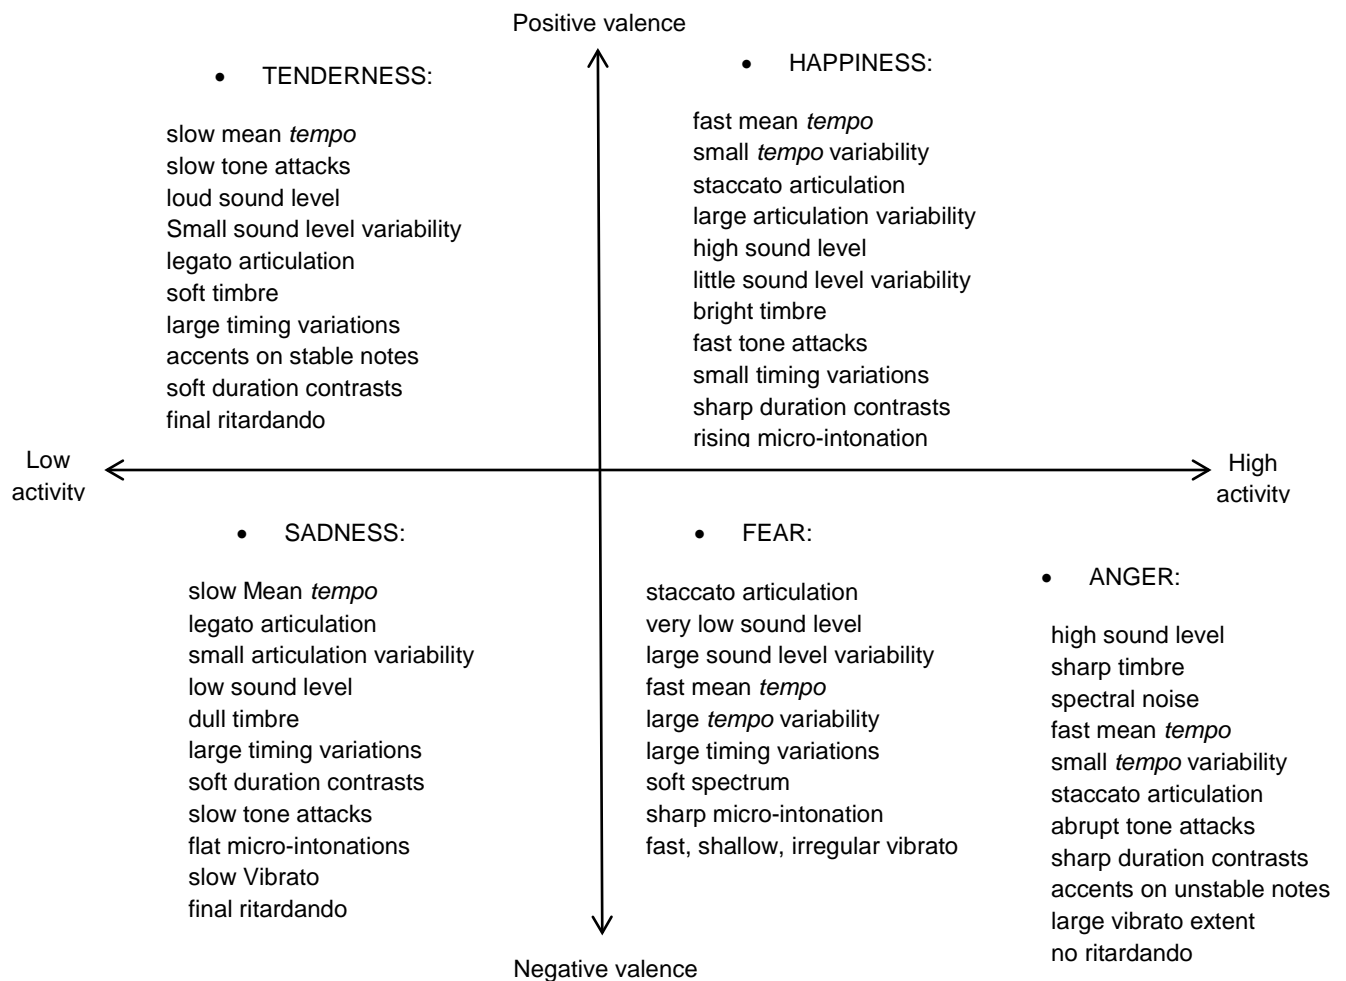 Positive valence
• TENDERNESS:
slow mean tempo
slow tone attacks
loud sound level
Small sound level variability
legato articulation
soft timbre
large timing variations
accents on stable notes
soft duration contrasts
final ritardando
• HAPPINESS:
fast mean tempo
small tempo variability
staccato articulation
large articulation variability
high sound level
little sound level variability
bright timbre
fast tone attacks
small timing variations
sharp duration contrasts
rising micro-intonation
Low
activity
High
activity
• SADNESS:
slow Mean tempo
legato articulation
small articulation variability
low sound level
dull timbre
large timing variations
soft duration contrasts
slow tone attacks
flat micro-intonations
slow Vibrato
final ritardando
• FEAR:
staccato articulation
very low sound level
large sound level variability
fast mean tempo
large tempo variability
large timing variations
soft spectrum
sharp micro-intonation
fast, shallow, irregular vibrato
• ANGER:
high sound level
sharp timbre
spectral noise
fast mean tempo
small tempo variability
staccato articulation
abrupt tone attacks
sharp duration contrasts
accents on unstable notes
large vibrato extent
no ritardando
Negative valence